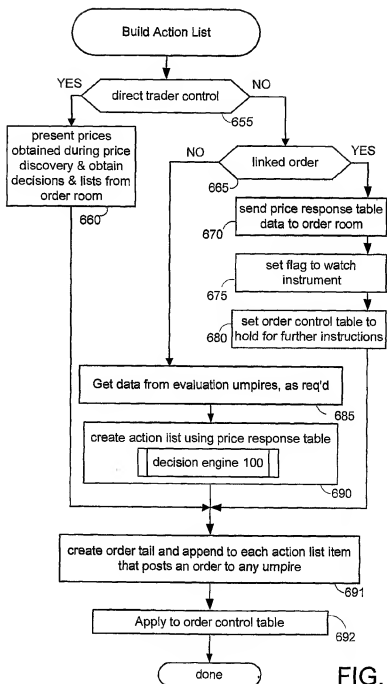 Build Action List
YES
NO
direct trader control
655
present prices
obtained during price
discovery & obtain
decisions & lists from
order room
660
NO
YES
linked order
665
send price response table
data to order room
670
set flag to watch
instrument
675
set order control table to
hold for further instructions
680
Get data from evaluation umpires, as req'd
685
create action list using price response table
decision engine 100
690
create order tail and append to each action list item
that posts an order to any umpire
691
Apply to order control table
692
done
FIG.